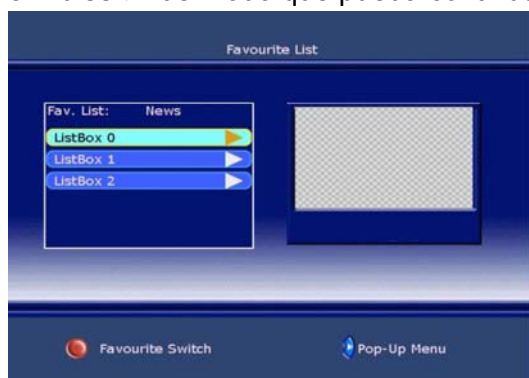 Favourite List
Fav. List: News
ListBox 0
ListBox 1
ListBox 2
Favourite Switch
Pop-Up Menu